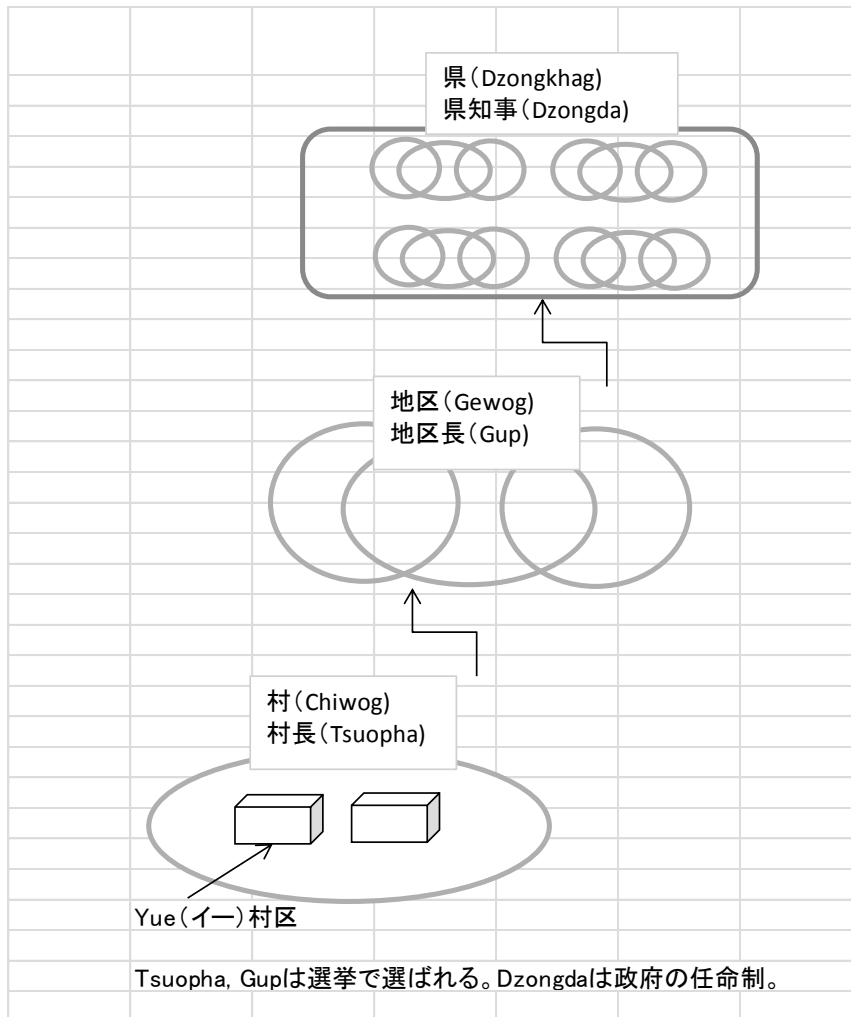 県(Dzongkhag)
県知事(Dzongda)
地区(Gewog)
地区長(Gup)
村(Chiwog)
村長(Tsuopha)
Yue(イー)村区
Tsuopha, Gupは選挙で選ばれる。Dzongdaは政府の任命制。